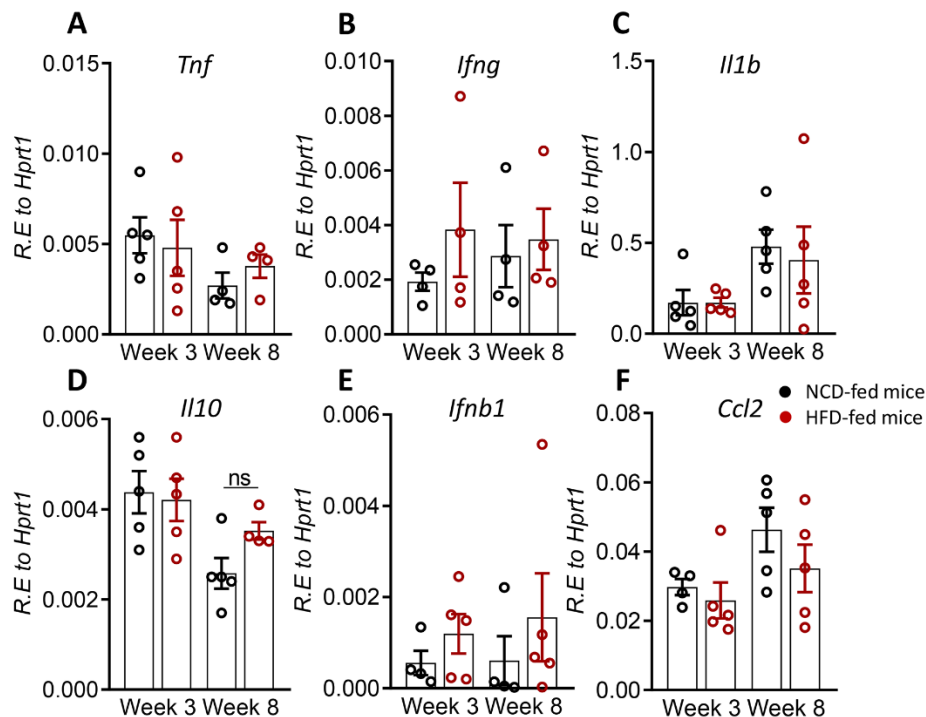 A
Tnf
R.E to Hprt1
0.015
0.010
0.005
0.000
Week 3 Week 8
B
Ifng
R.E to Hprt1
0.010
0.008
0.006
0.004
0.002
0.000
Week 3 Week 8
C
Il1b
R.E to Hprt1
1.5
1.0
0.5
0.0
Week 3 Week 8
D
Il10
R.E to Hprt1
0.006
0.004
0.002
0.000
ns
Week 3 Week 8
E
Ifnb1
R.E to Hprt1
0.006
0.004
0.002
0.000
Week 3 Week 8
F
Ccl2
NCD-fed mice
HFD-fed mice
R.E to Hprt1
0.08
0.06
0.04
0.02
0.00
Week 3 Week 8